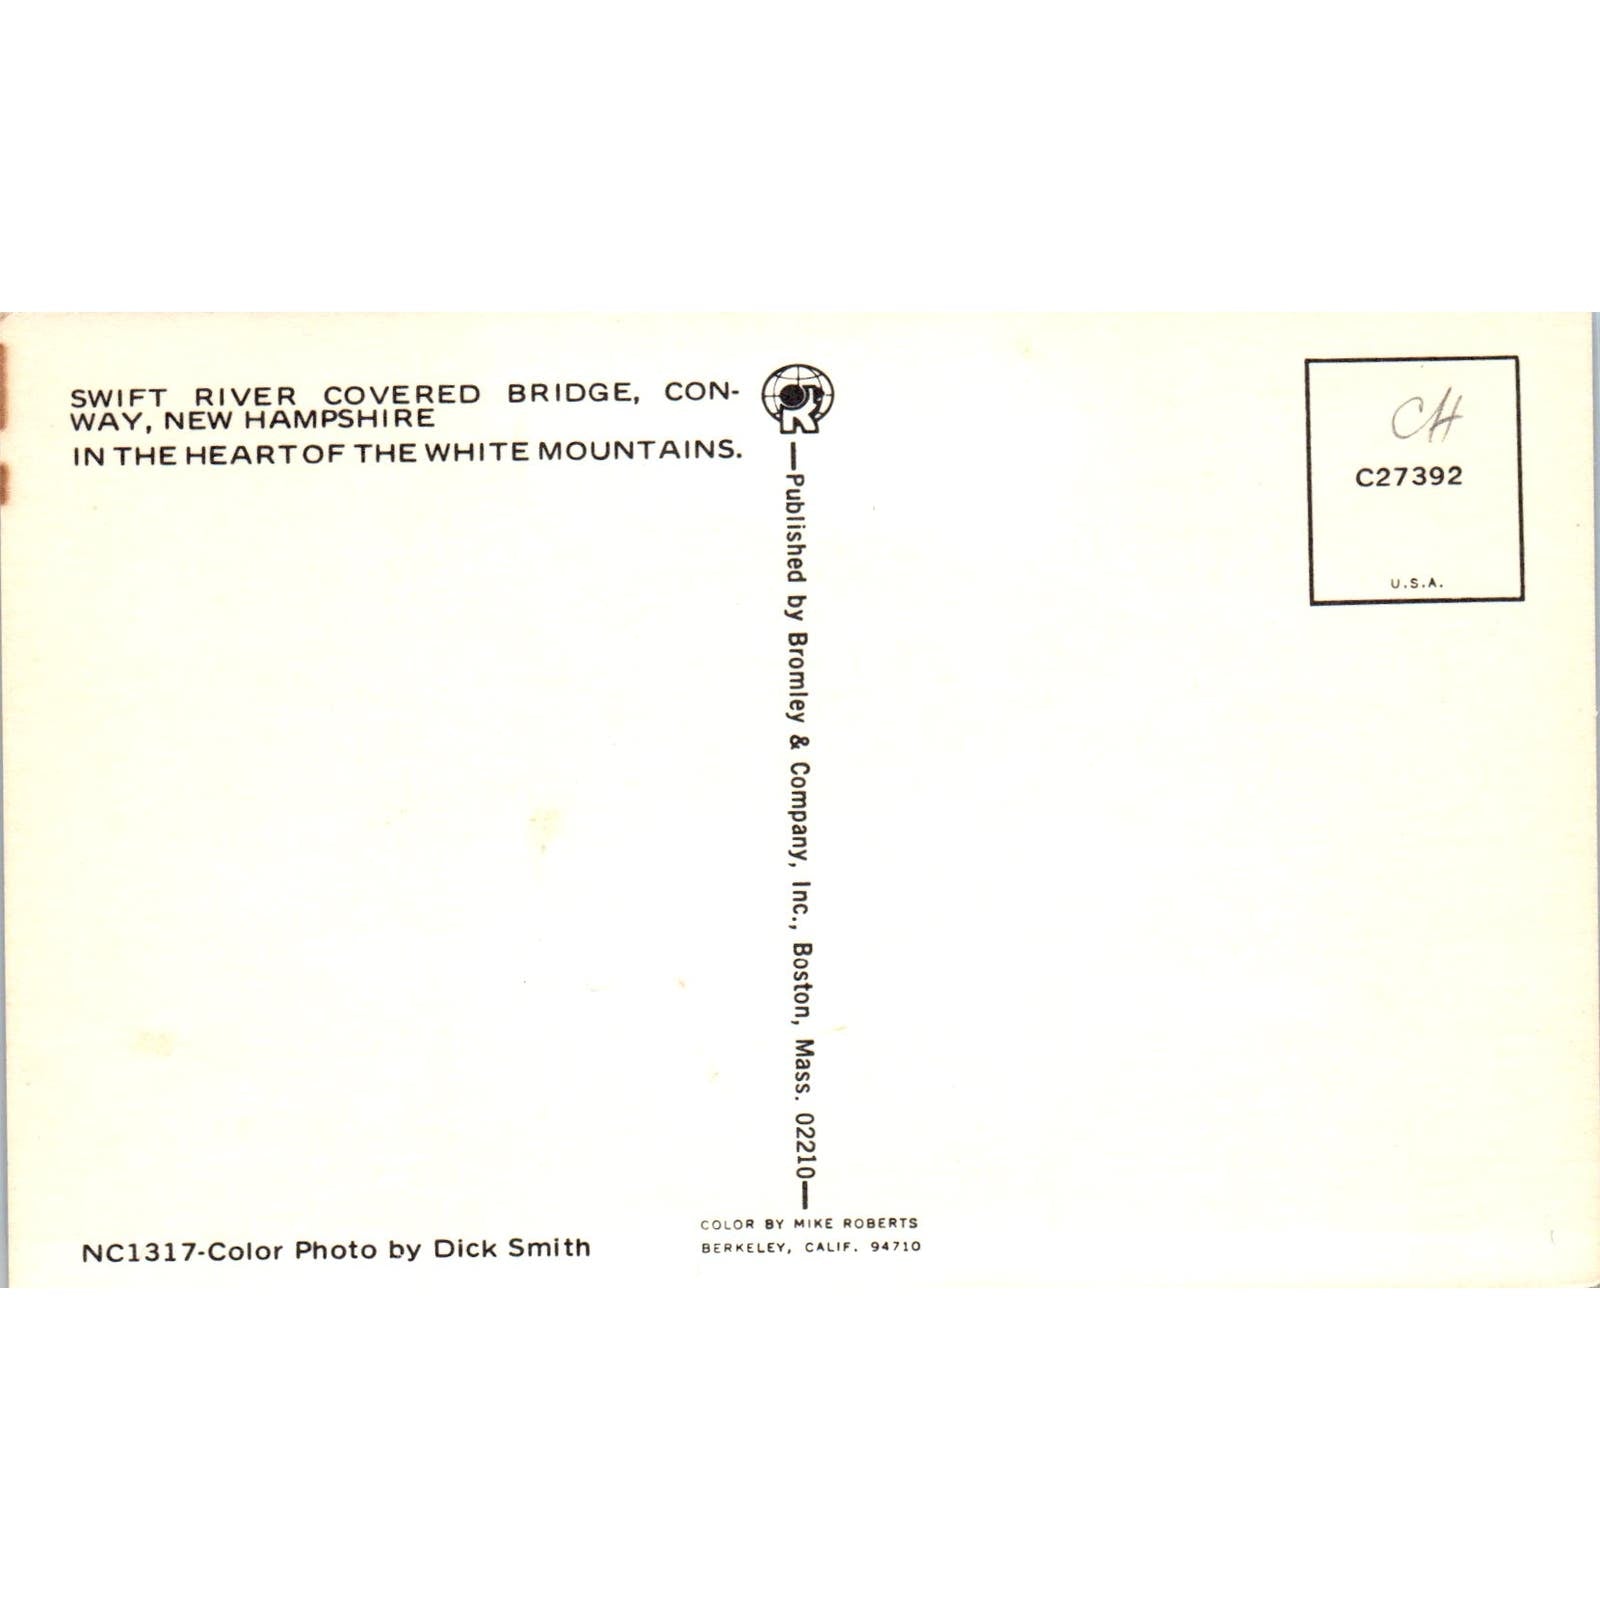 SWIFT RIVER COVERED BRIDGE, CON-
WAY, NEW HAMPSHIRE
IN THE HEART OF THE WHITE MOUNTAINS.
R
Published by Bromley & Company, Inc., Boston, Mass. 02210
CH
C27392
U.S.A.
NC1317-Color Photo by Dick Smith
COLOR BY MIKE ROBERTS
BERKELEY, CALIF. 94710